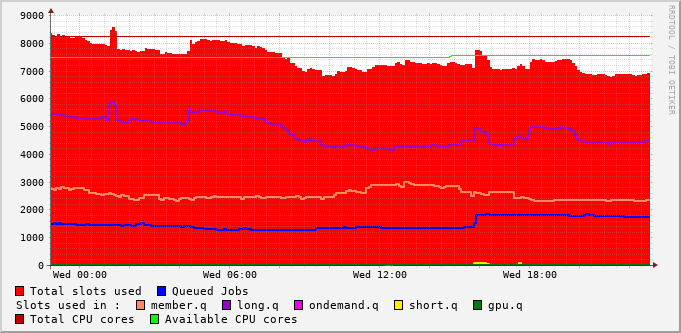 9000
8000
7000
6000
5000
4000
3000
2000
1000
0
Wed 00:00 Wed 06:00 Wed 12:00 Wed 18:00
RRDTOOL / TOBI OETIKER
Total slots used Queued Jobs
Slots used in : member.q long.q ondemand.q short.q gpu.q
Total CPU cores Available CPU cores